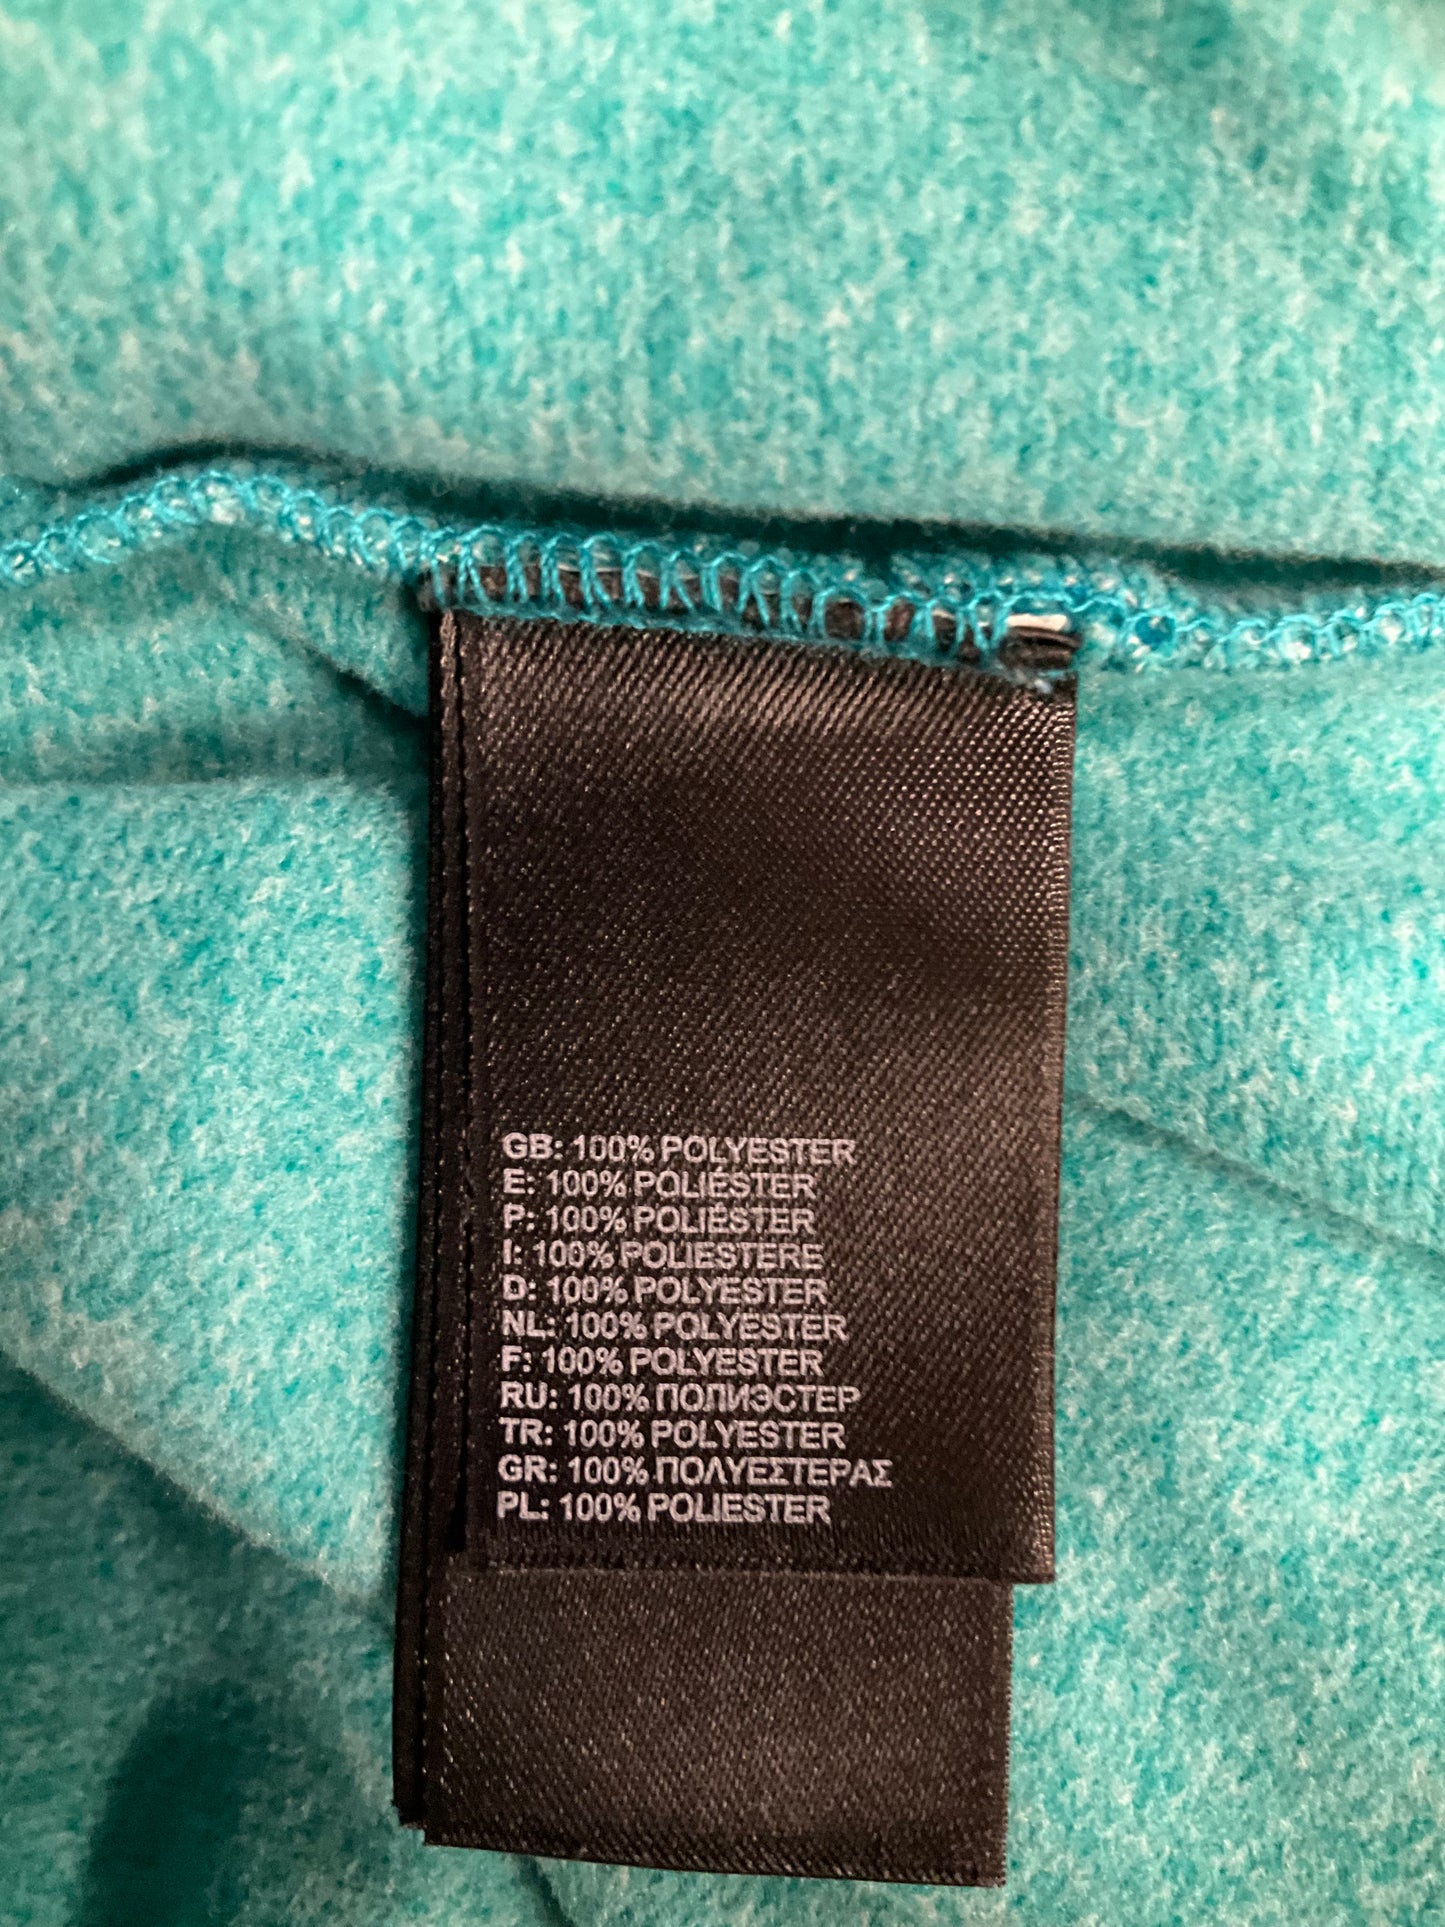 GB: 100% POLYESTER
E: 100% POLIÉSTER
P: 100% POLIÉSTER
I: 100% POLIESTERE
D: 100% POLYESTER
NL: 100% POLYESTER
F: 100% POLYESTER
RU: 100% ПОЛИЭСТЕР
TR: 100% POLYESTER
GR: 100% ΠΟΛΥΕΣΤΕΡΑΣ
PL: 100% POLIESTER